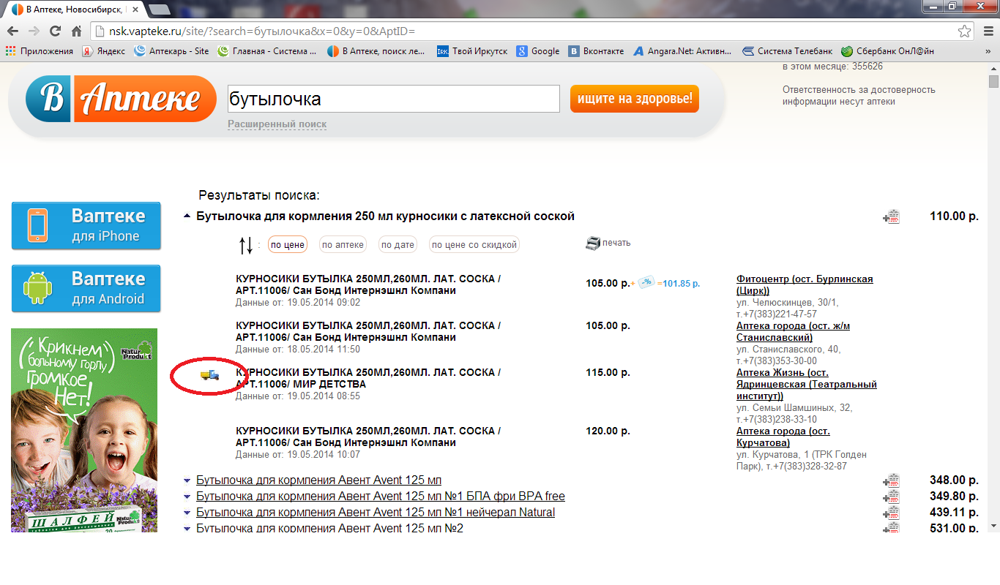 В Аптеке, Новосибирск,
nsk.vapteke.ru/site/?search=бутылочка&x=0&y=0&AptID=
Приложения Яндекс Аптекарь - Site Главная - Система ... В Аптеке, поиск ле... IRK. Твой Иркутск 8 Google B Вконтакте A Angara.Net: Активн... Система Телебанк Сбербанк ОнЛ@йн »
в этом месяце: 355626
Ответственность за достоверность
информации несут аптеки
В Аптеке
бутылочка
ищите на здоровье!
Расширенный поиск
Результаты поиска:
Бутылочка для кормления 250 мл курносики с латексной соской 110.00 р.
: по цене по аптеке по дате по цене со скидкой печать
КУРНОСИКИ БУТЫЛКА 250МЛ,260МЛ. ЛАТ. СОСКА /
АРТ.11006/ Сан Бонд Интернэшнл Компани
Данные от: 19.05.2014 09:02
105.00 р.+ -% =101.85 р.
Фитоцентр (ост. Бурлинская
(Цирк))
ул. Челюскинцев, 30/1,
т.+7(383)221-47-57
КУРНОСИКИ БУТЫЛКА 250МЛ,260МЛ. ЛАТ. СОСКА /
АРТ.11006/ Сан Бонд Интернэшнл Компани
Данные от: 18.05.2014 11:50
105.00 р.
Аптека города (ост. ж/м
Станиславский)
ул. Станиславского, 40,
т.+7(383)353-30-00
КУРНОСИКИ БУТЫЛКА 250МЛ,260МЛ. ЛАТ. СОСКА /
АРТ.11006/ МИР ДЕТСТВА
Данные от: 19.05.2014 08:55
115.00 р.
Аптека Жизнь (ост.
Ядринцевская (Театральный
институт))
ул. Семьи Шамшиных, 32,
т.+7(383)238-33-10
КУРНОСИКИ БУТЫЛКА 250МЛ,260МЛ. ЛАТ. СОСКА /
АРТ.11006/ Сан Бонд Интернэшнл Компани
Данные от: 19.05.2014 10:07
120.00 р.
Аптека города (ост.
Курчатова)
ул. Курчатова, 1 (ТРК Голден
Парк), т.+7(383)328-32-87
Бутылочка для кормления Авент Avent 125 мл 348.00 р.
Бутылочка для кормления Авент Avent 125 мл №1 БПА фри BPA free 349.80 р.
Бутылочка для кормления Авент Avent 125 мл №1 нейчерал Natural 439.11 р.
Бутылочка для кормления Авент Avent 125 мл №2 531.00 р.
Ваптеке
для iPhone
Ваптеке
для Android
Крикнем
больному горлу
Громкое
Нет!
Natur
Produkt
ШАЛФЕЙ
Natur
Produkt
20